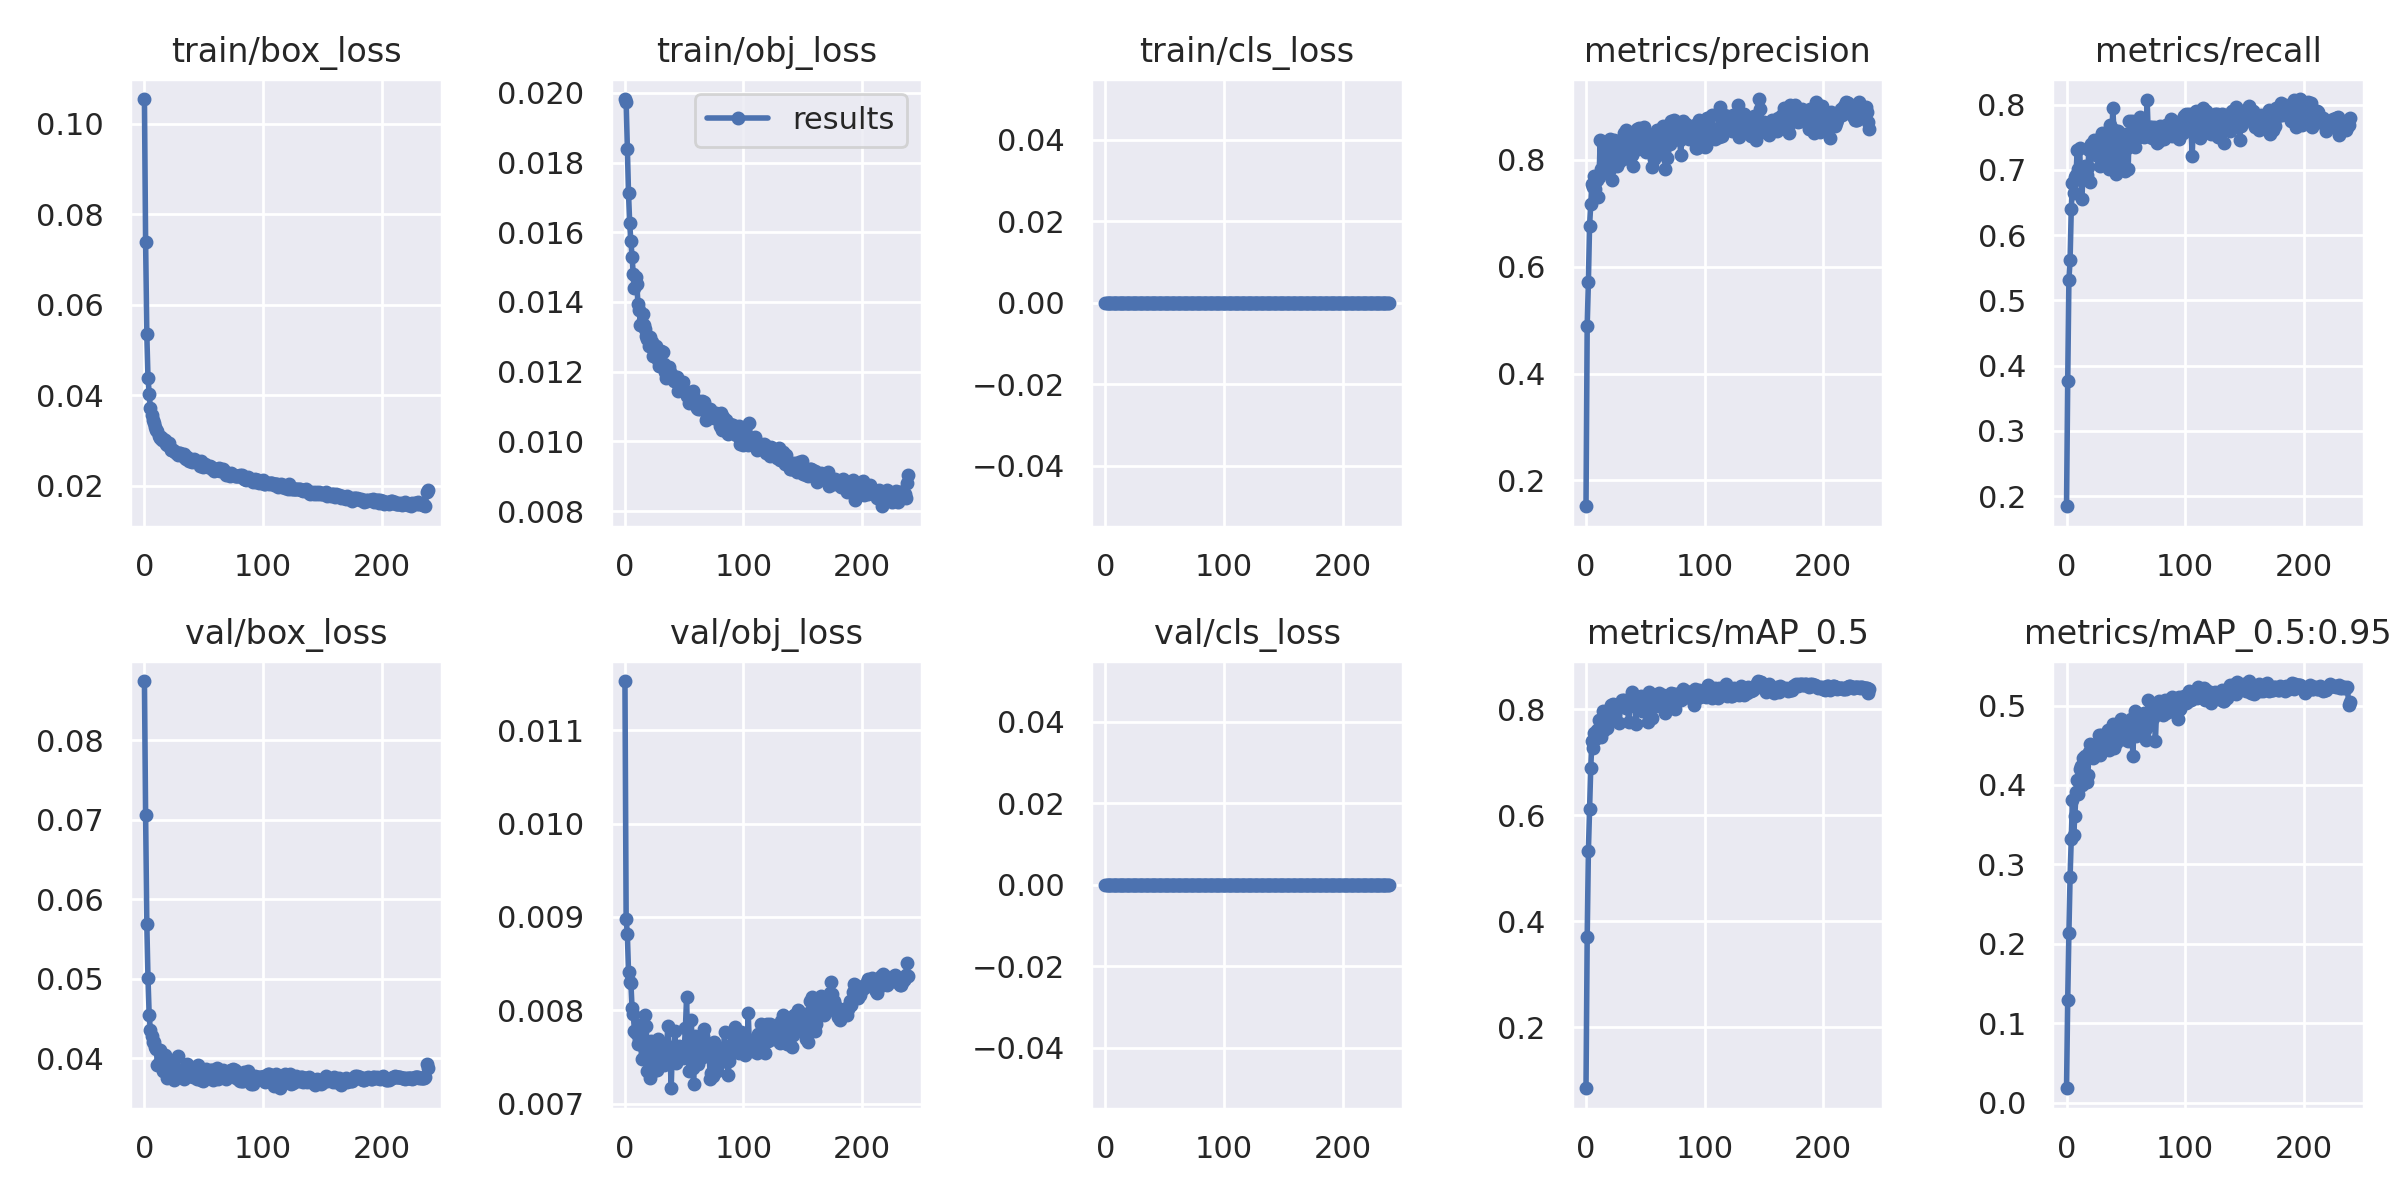 train/box_loss
0.10
0.08
0.06
0.04
0.02
0 100 200
train/obj_loss
results
0.020
0.018
0.016
0.014
0.012
0.010
0.008
0 100 200
train/cls_loss
0.04
0.02
0.00
−0.02
−0.04
0 100 200
metrics/precision
0.8
0.6
0.4
0.2
0 100 200
metrics/recall
0.8
0.7
0.6
0.5
0.4
0.3
0.2
0 100 200
val/box_loss
0.08
0.07
0.06
0.05
0.04
0 100 200
val/obj_loss
0.011
0.010
0.009
0.008
0.007
0 100 200
val/cls_loss
0.04
0.02
0.00
−0.02
−0.04
0 100 200
metrics/mAP_0.5
0.8
0.6
0.4
0.2
0 100 200
metrics/mAP_0.5:0.95
0.5
0.4
0.3
0.2
0.1
0.0
0 100 200